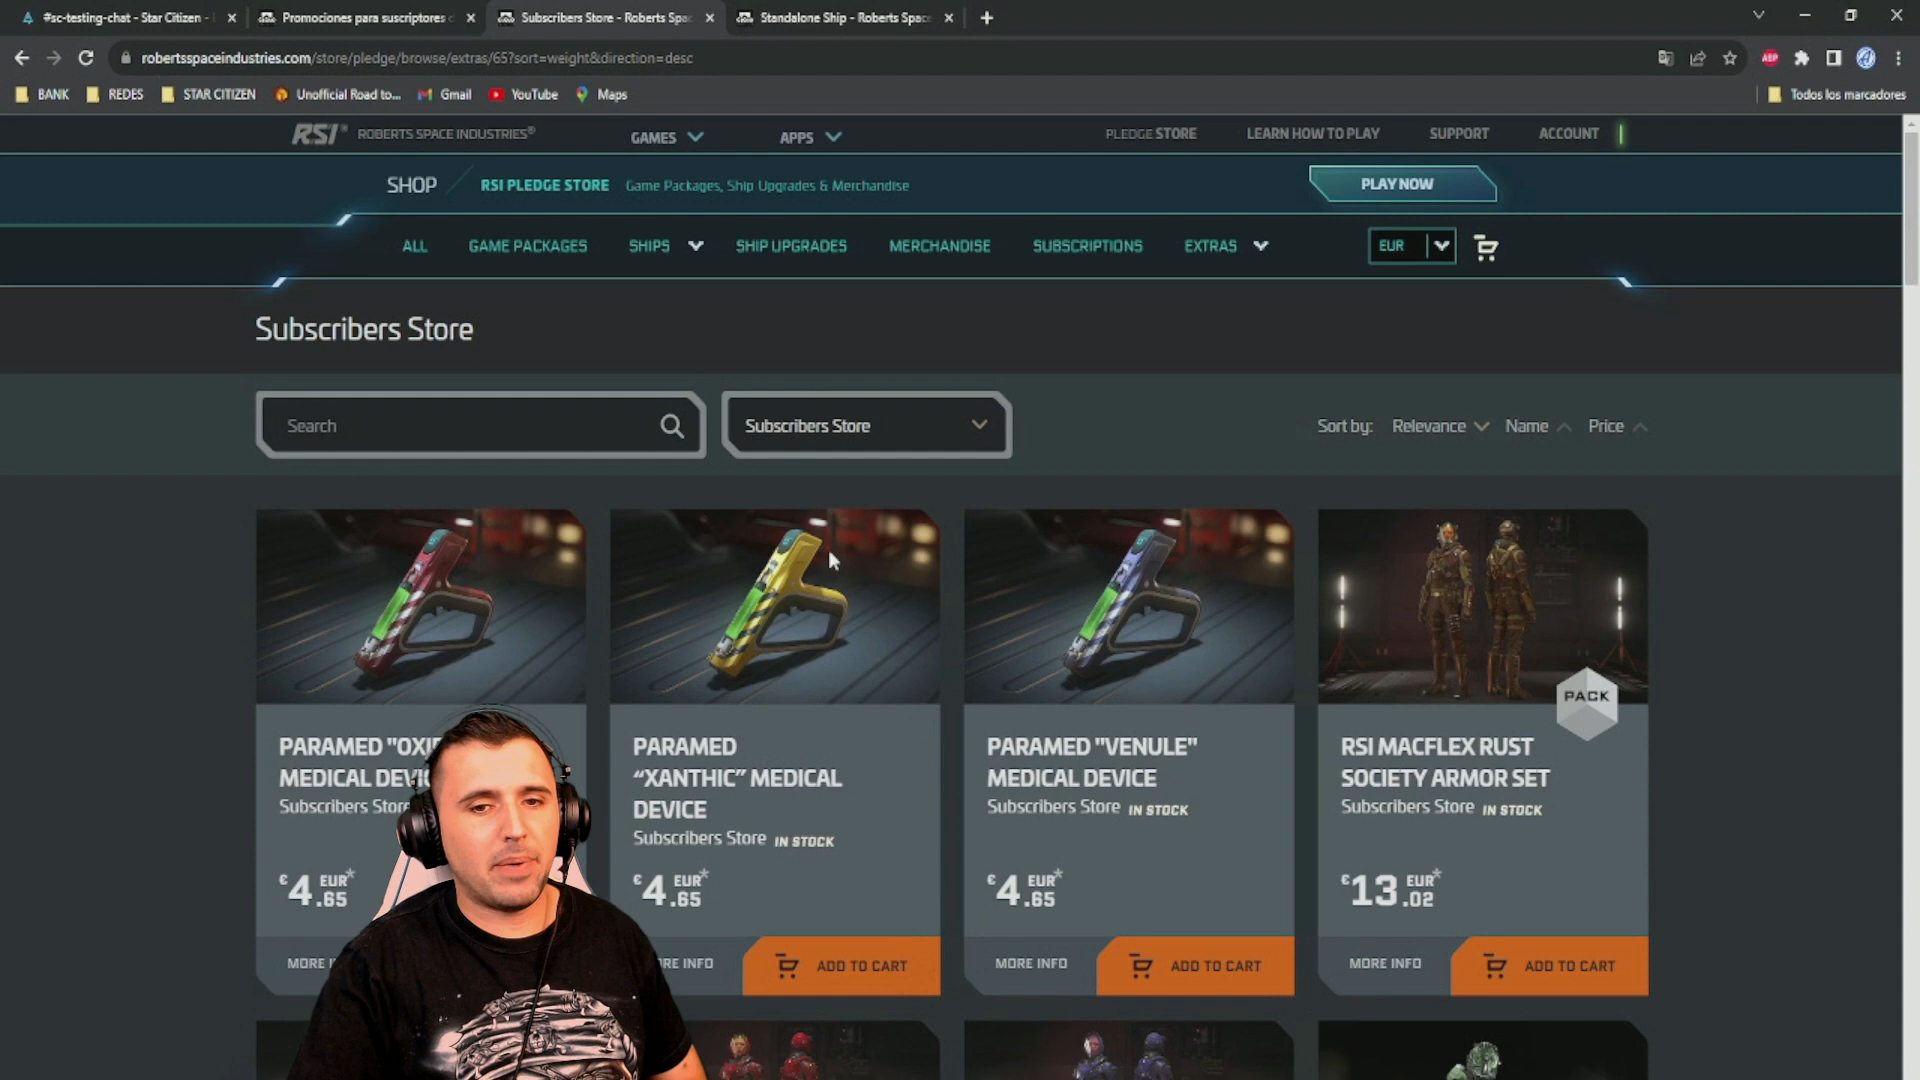 #sc-testing-chat - Star Citizen -
Promociones para suscriptores
Subscribers Store - Roberts Spac
Standalone Ship - Roberts Space
robertsspaceindustries.com/store/pledge/browse/extras/65?sort=weight&direction=desc
ABP
BANK
REDES
STAR CITIZEN
Unofficial Road to...
Gmail
YouTube
Maps
Todos los marcadores
RSI® ROBERTS SPACE INDUSTRIES®
GAMES
APPS
PLEDGE STORE
LEARN HOW TO PLAY
SUPPORT
ACCOUNT
SHOP
RSI PLEDGE STORE
Game Packages, Ship Upgrades & Merchandise
PLAY NOW
ALL
GAME PACKAGES
SHIPS
SHIP UPGRADES
MERCHANDISE
SUBSCRIPTIONS
EXTRAS
EUR
Subscribers Store
Search
Subscribers Store
Sort by:
Relevance
Name
Price
PARAMED "OXI
MEDICAL DEVIC
Subscribers Store
€4.65 EUR*
MORE I
PARAMED
“XANTHIC” MEDICAL
DEVICE
Subscribers Store IN STOCK
€4.65 EUR*
RE INFO
ADD TO CART
PARAMED "VENULE"
MEDICAL DEVICE
Subscribers Store IN STOCK
€4.65 EUR*
MORE INFO
ADD TO CART
PACK
RSI MACFLEX RUST
SOCIETY ARMOR SET
Subscribers Store IN STOCK
€13.02 EUR*
MORE INFO
ADD TO CART